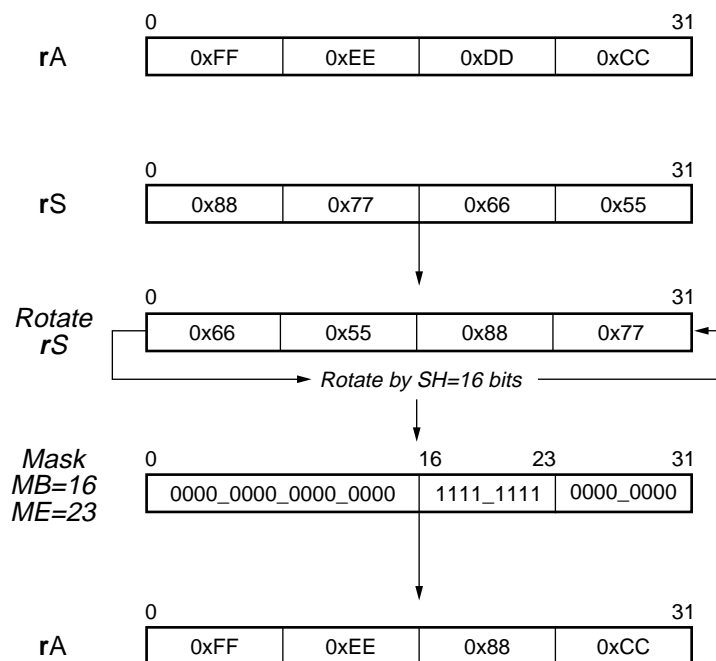 0 31
rA 0xFF 0xEE 0xDD 0xCC
0 31
rS 0x88 0x77 0x66 0x55
0 31
Rotate
rS 0x66 0x55 0x88 0x77
Rotate by SH=16 bits
Mask 0 16 23 31
MB=16 0000_0000_0000_0000 1111_1111 0000_0000
ME=23
0 31
rA 0xFF 0xEE 0x88 0xCC